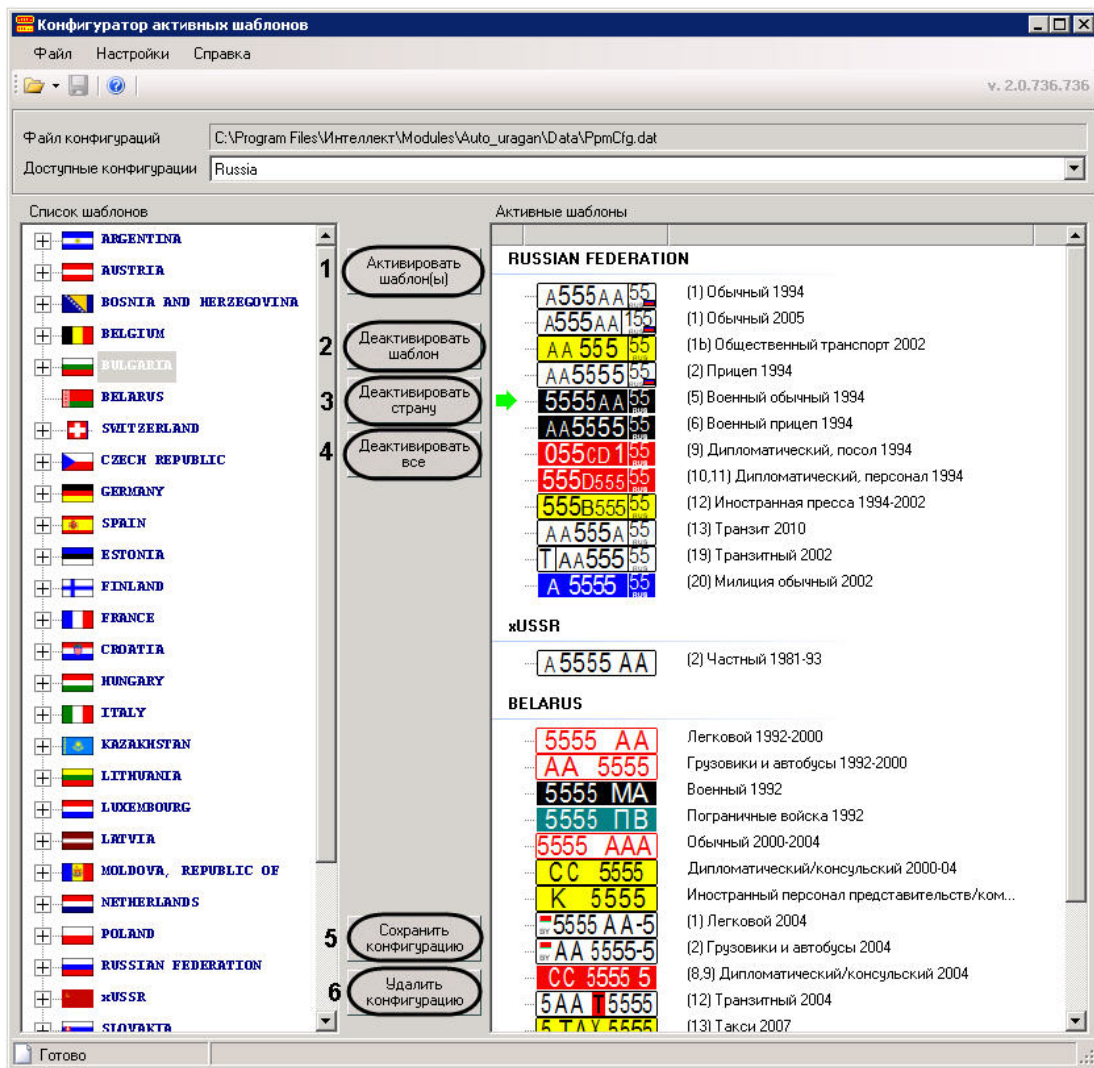 Конфигуратор активных шаблонов
Файл Настройки Справка
v. 2.0.736.736
Файл конфигураций C:\Program Files\Интеллект\Modules\Auto_uragan\Data\PpmCfg.dat
Доступные конфигурации Russia
Список шаблонов
ARGENTINA
AUSTRIA
BOSNIA AND HERZEGOVINA
BELGIUM
BULGARIA
BELARUS
SWITZERLAND
CZECH REPUBLIC
GERMANY
SPAIN
ESTONIA
FINLAND
FRANCE
CROATIA
HUNGARY
ITALY
KAZAKHSTAN
LITHUANIA
LUXEMBOURG
LATVIA
MOLDOVA, REPUBLIC OF
NETHERLANDS
POLAND
RUSSIAN FEDERATION
xUSSR
SLOVAKIA
1 Активировать
шаблон(ы)
2 Деактивировать
шаблон
3 Деактивировать
страну
4 Деактивировать
все
5 Сохранить
конфигурацию
6 Удалить
конфигурацию
Активные шаблоны
RUSSIAN FEDERATION
A555AA 55 (1) Обычный 1994
A555AA 155 (1) Обычный 2005
AA 555 55 (1b) Общественный транспорт 2002
AA5555 55 (2) Прицеп 1994
5555AA 55 (5) Военный обычный 1994
AA5555 55 (6) Военный прицеп 1994
055CD 1 55 (9) Дипломатический, посол 1994
555D555 55 (10,11) Дипломатический, персонал 1994
555B555 55 (12) Иностранная пресса 1994-2002
AA555A 55 (13) Транзит 2010
T AA555 55 (19) Транзитный 2002
A 5555 55 (20) Милиция обычный 2002
xUSSR
A 5555 AA (2) Частный 1981-93
BELARUS
5555 AA Легковой 1992-2000
AA 5555 Грузовики и автобусы 1992-2000
5555 MA Военный 1992
5555 ПВ Пограничные войска 1992
5555 AAA Обычный 2000-2004
CC 5555 Дипломатический/консульский 2000-04
K 5555 Иностранный персонал представительств/ком...
5555 AA-5 (1) Легковой 2004
AA 5555-5 (2) Грузовики и автобусы 2004
CC 5555 5 (8,9) Дипломатический/консульский 2004
5AA T 5555 (12) Транзитный 2004
5 TAX 5555 (13) Такси 2007
Готово